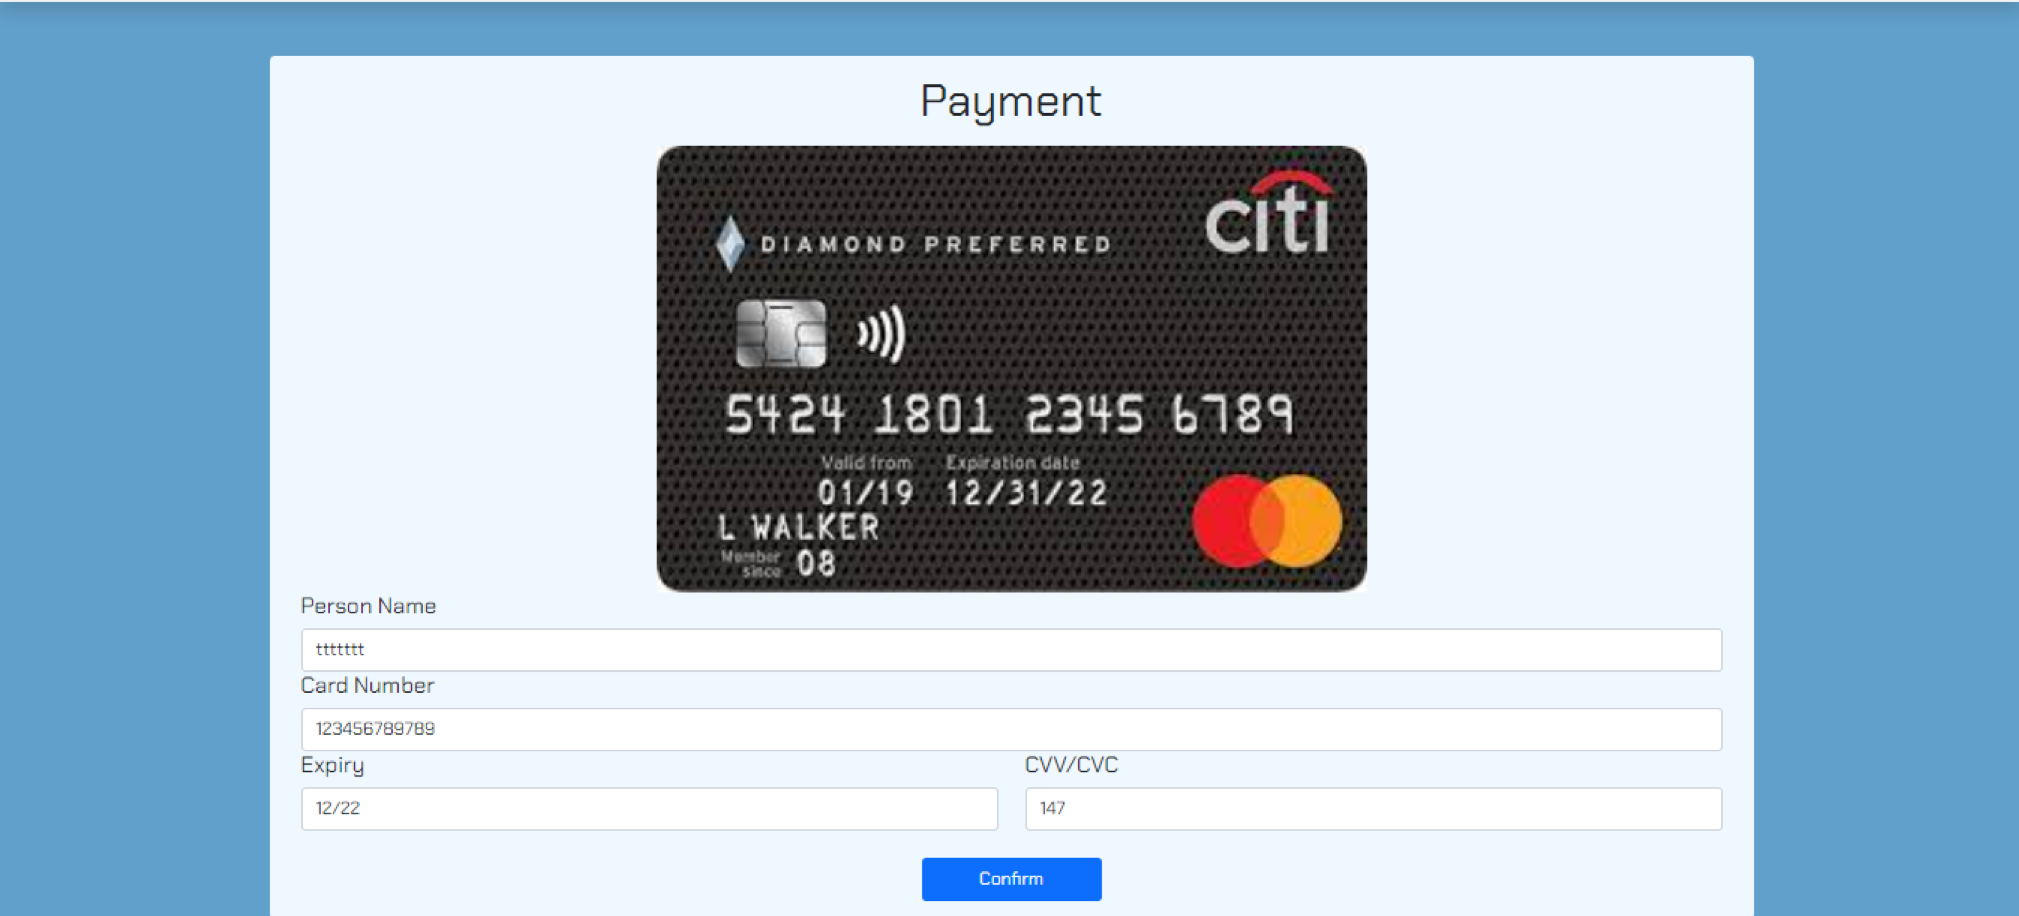 Payment
citi
DIAMOND PREFERRED
5424 1801 2345 6789
Valid from Expiration date
01/19 12/31/22
L WALKER
Member since 08
Person Name
ttttttt
Card Number
123456789789
Expiry CVV/CVC
12/22 147
Confirm